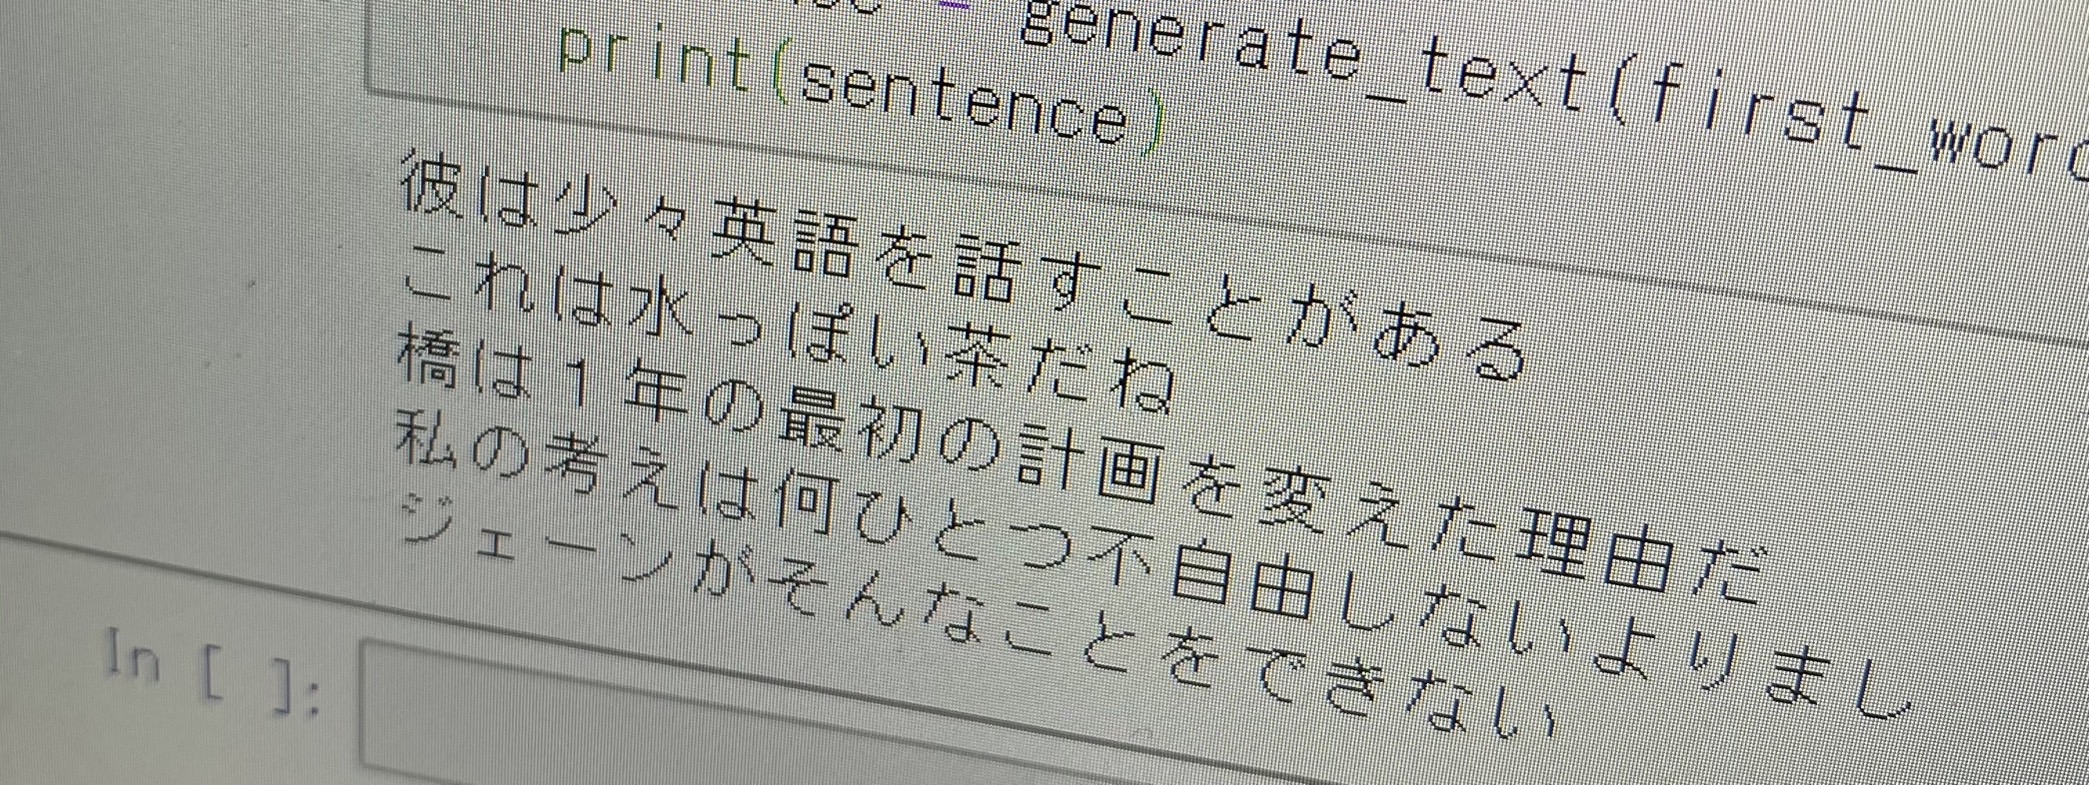 = generate_text(first_word
print(sentence)
彼は少々英語を話すことがある
これは水っぽい茶だね
橋は１年の最初の計画を変えた理由だ
私の考えは何ひとつ不自由しないよりまし
ジェーンがそんなことをできない
In [ ]: